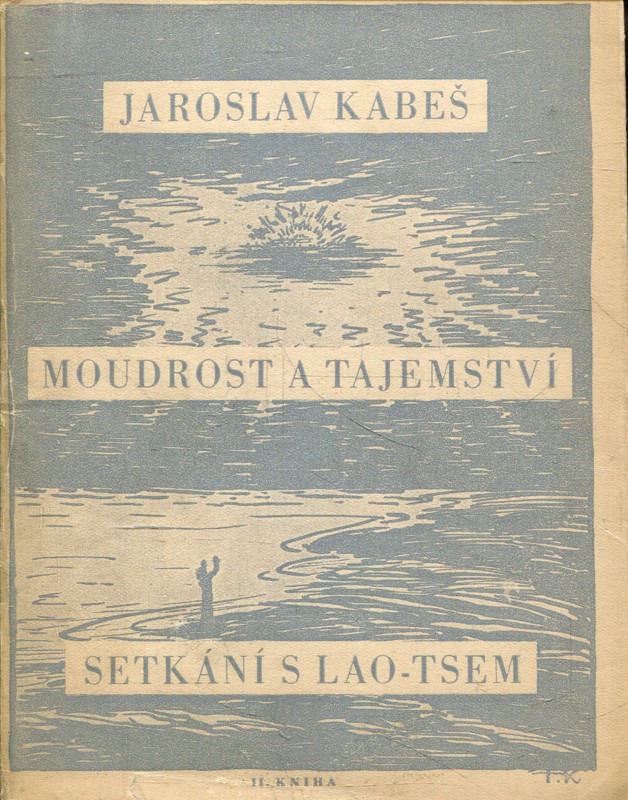 JAROSLAV KABEŠ
MOUDROST A TAJEMSTVÍ
SETKÁNÍ S LAO-TSEM
II. KNIHA
T.K